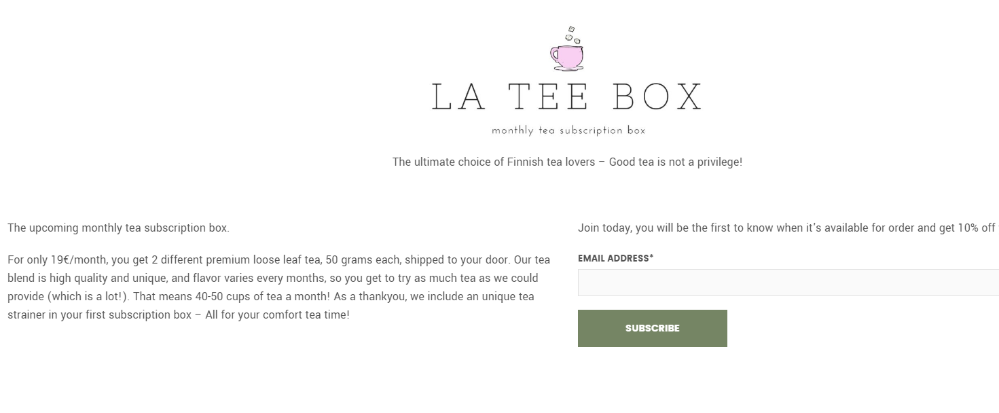 LA TEE BOX
monthly tea subscription box
The ultimate choice of Finnish tea lovers – Good tea is not a privilege!
The upcoming monthly tea subscription box.
For only 19€/month, you get 2 different premium loose leaf tea, 50 grams each, shipped to your door. Our tea
blend is high quality and unique, and flavor varies every months, so you get to try as much tea as we could
provide (which is a lot!). That means 40-50 cups of tea a month! As a thankyou, we include an unique tea
strainer in your first subscription box – All for your comfort tea time!
Join today, you will be the first to know when it's available for order and get 10% off
EMAIL ADDRESS*
SUBSCRIBE